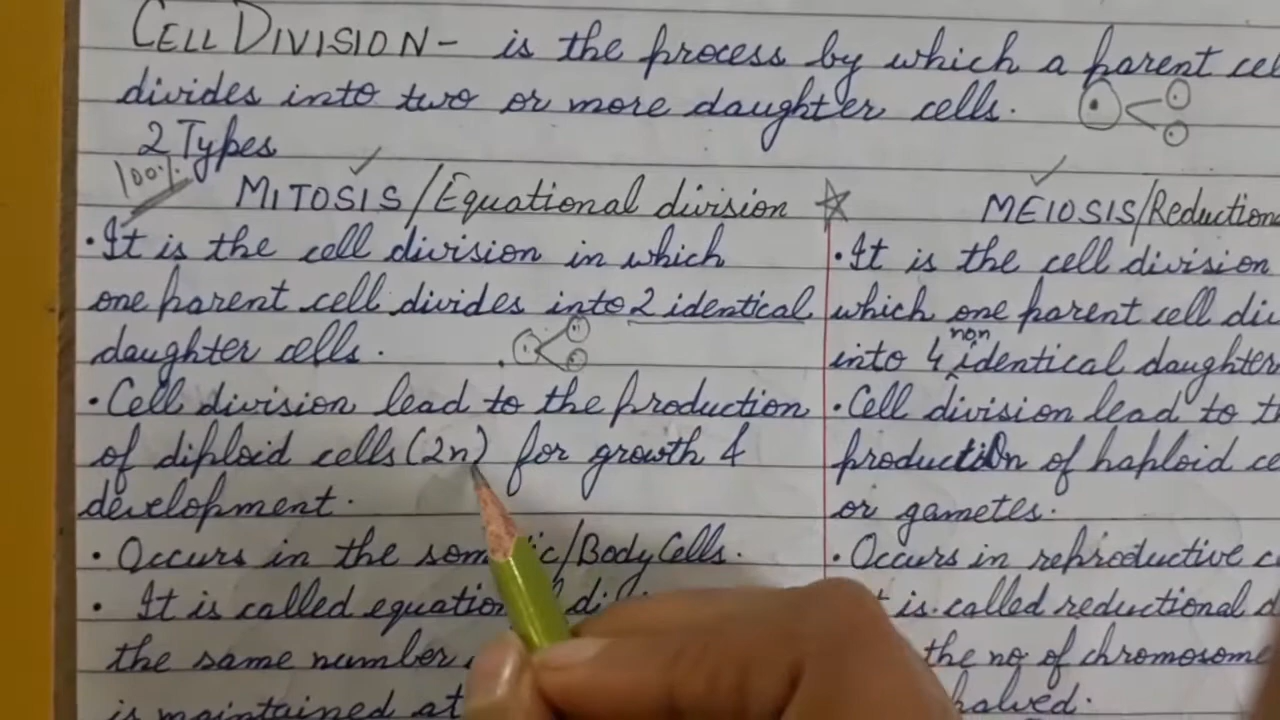 CELL DIVISION - is the process by which a parent cel
divides into two or more daughter cells.
2 Types
100%
MITOSIS/Equational division
• It is the cell division in which
one parent cell divides into 2 identical
daughter cells.
• Cell division lead to the production
of diploid cells (2n) for growth &
development.
• Occurs in the som ic/Body Cells.
• It is called equation
the same number
is maintained at
MEIOSIS/Reduction
• It is the cell division
which one parent cell di
into 4 non identical daughter
• Cell division lead to t
production of haploid ce
or gametes.
• Occurs in reproductive c
is called reductional d
the no of chromosome
halved.